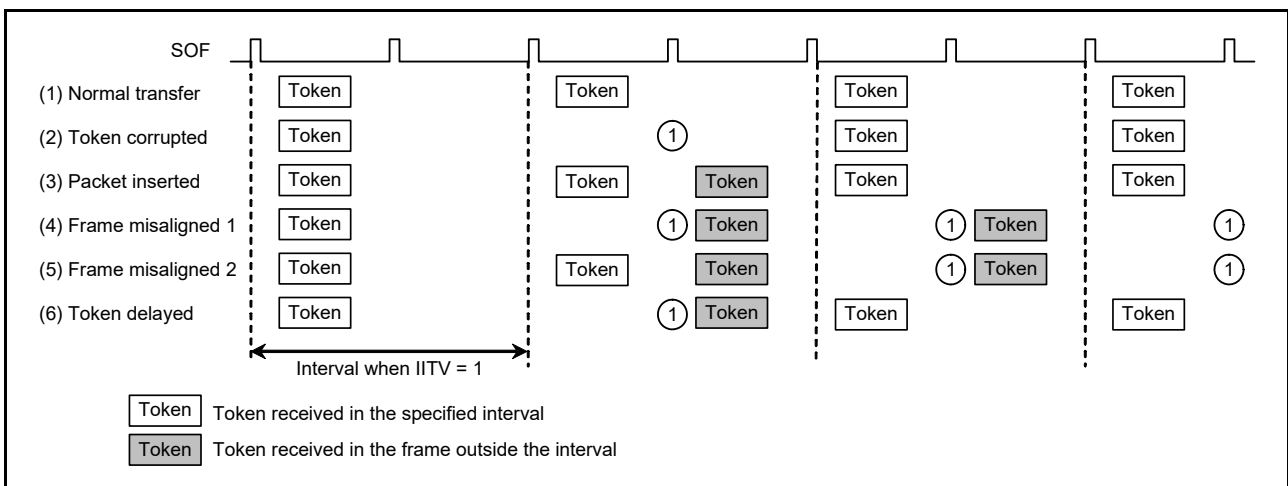 SOF
(1) Normal transfer Token Token Token Token
(2) Token corrupted Token 1 Token Token
(3) Packet inserted Token Token Token Token Token
(4) Frame misaligned 1 Token 1 Token 1 Token 1
(5) Frame misaligned 2 Token Token Token 1 Token 1
(6) Token delayed Token 1 Token Token Token
Interval when IITV = 1
Token Token received in the specified interval
Token Token received in the frame outside the interval